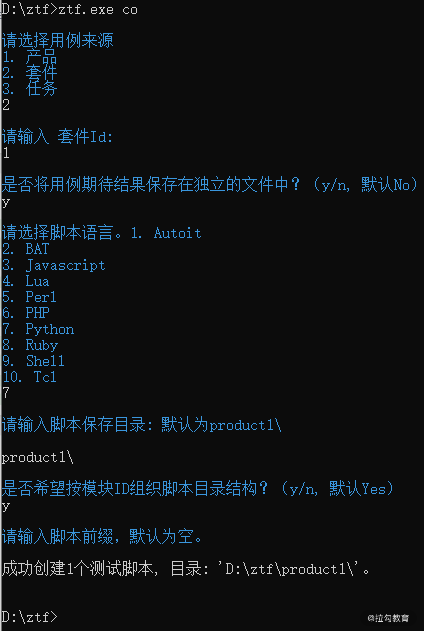 D:\ztf>ztf.exe co
请选择用例来源
1. 产品
2. 套件
3. 任务
2
请输入 套件Id:
1
是否将用例期待结果保存在独立的文件中？ (y/n, 默认No)
y
请选择脚本语言。1. Autoit
2. BAT
3. Javascript
4. Lua
5. Perl
6. PHP
7. Python
8. Ruby
9. Shell
10. Tcl
7
请输入脚本保存目录: 默认为product1\
product1\
是否希望按模块ID组织脚本目录结构？ (y/n, 默认Yes)
y
请输入脚本前缀，默认为空。
成功创建1个测试脚本, 目录: 'D:\ztf\product1\'。
D:\ztf>
@拉勾教育